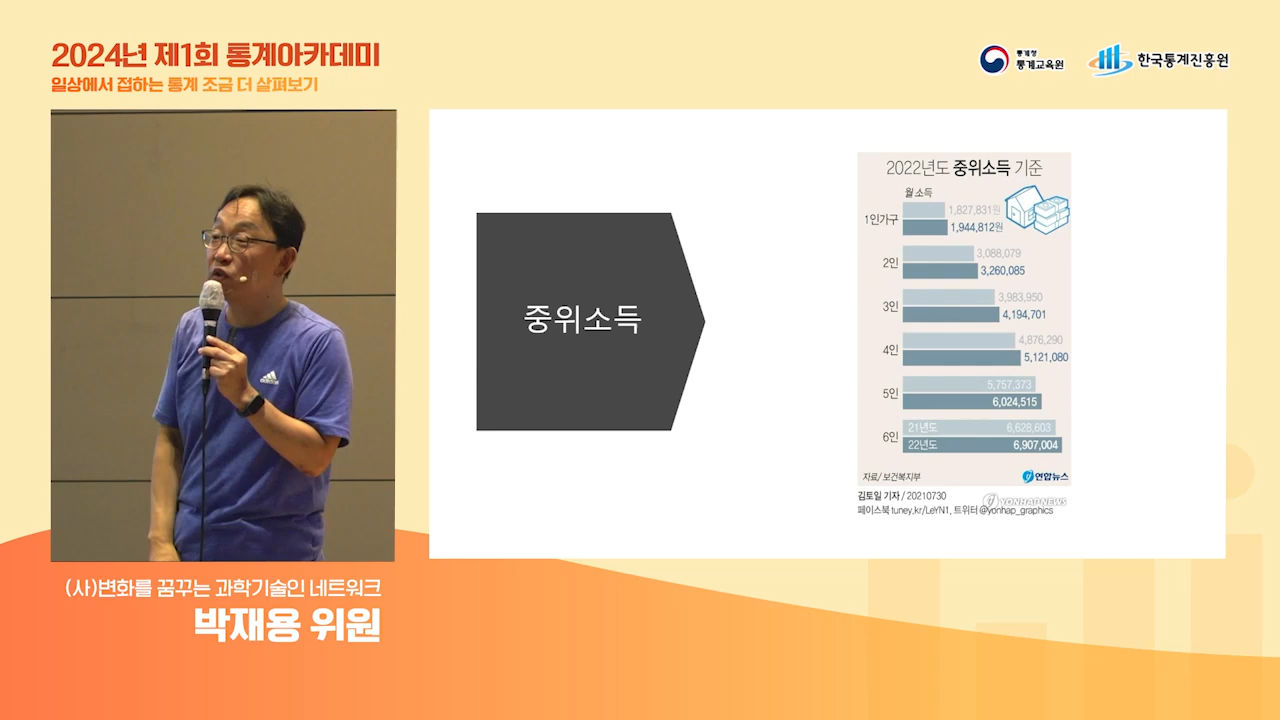 2024년 제1회 통계아카데미
일상에서 접하는 통계 조금 더 살펴보기
통계청
통계교육원
한국통계진흥원
adidas
(사)변화를 꿈꾸는 과학기술인 네트워크
박재용 위원
중위소득
2022년도 중위소득 기준
월 소득
1인가구
1,827,831원
1,944,812원
2인
3,088,079
3,260,085
3인
3,983,950
4,194,701
4인
4,876,290
5,121,080
5인
5,757,373
6,024,515
6인
21년도 6,628,603
22년도 6,907,004
자료/ 보건복지부
연합뉴스
김토일 기자 / 20210730
YONHAPNEWS
페이스북 tuney.kr/LeYN1, 트위터 @yonhap_graphics